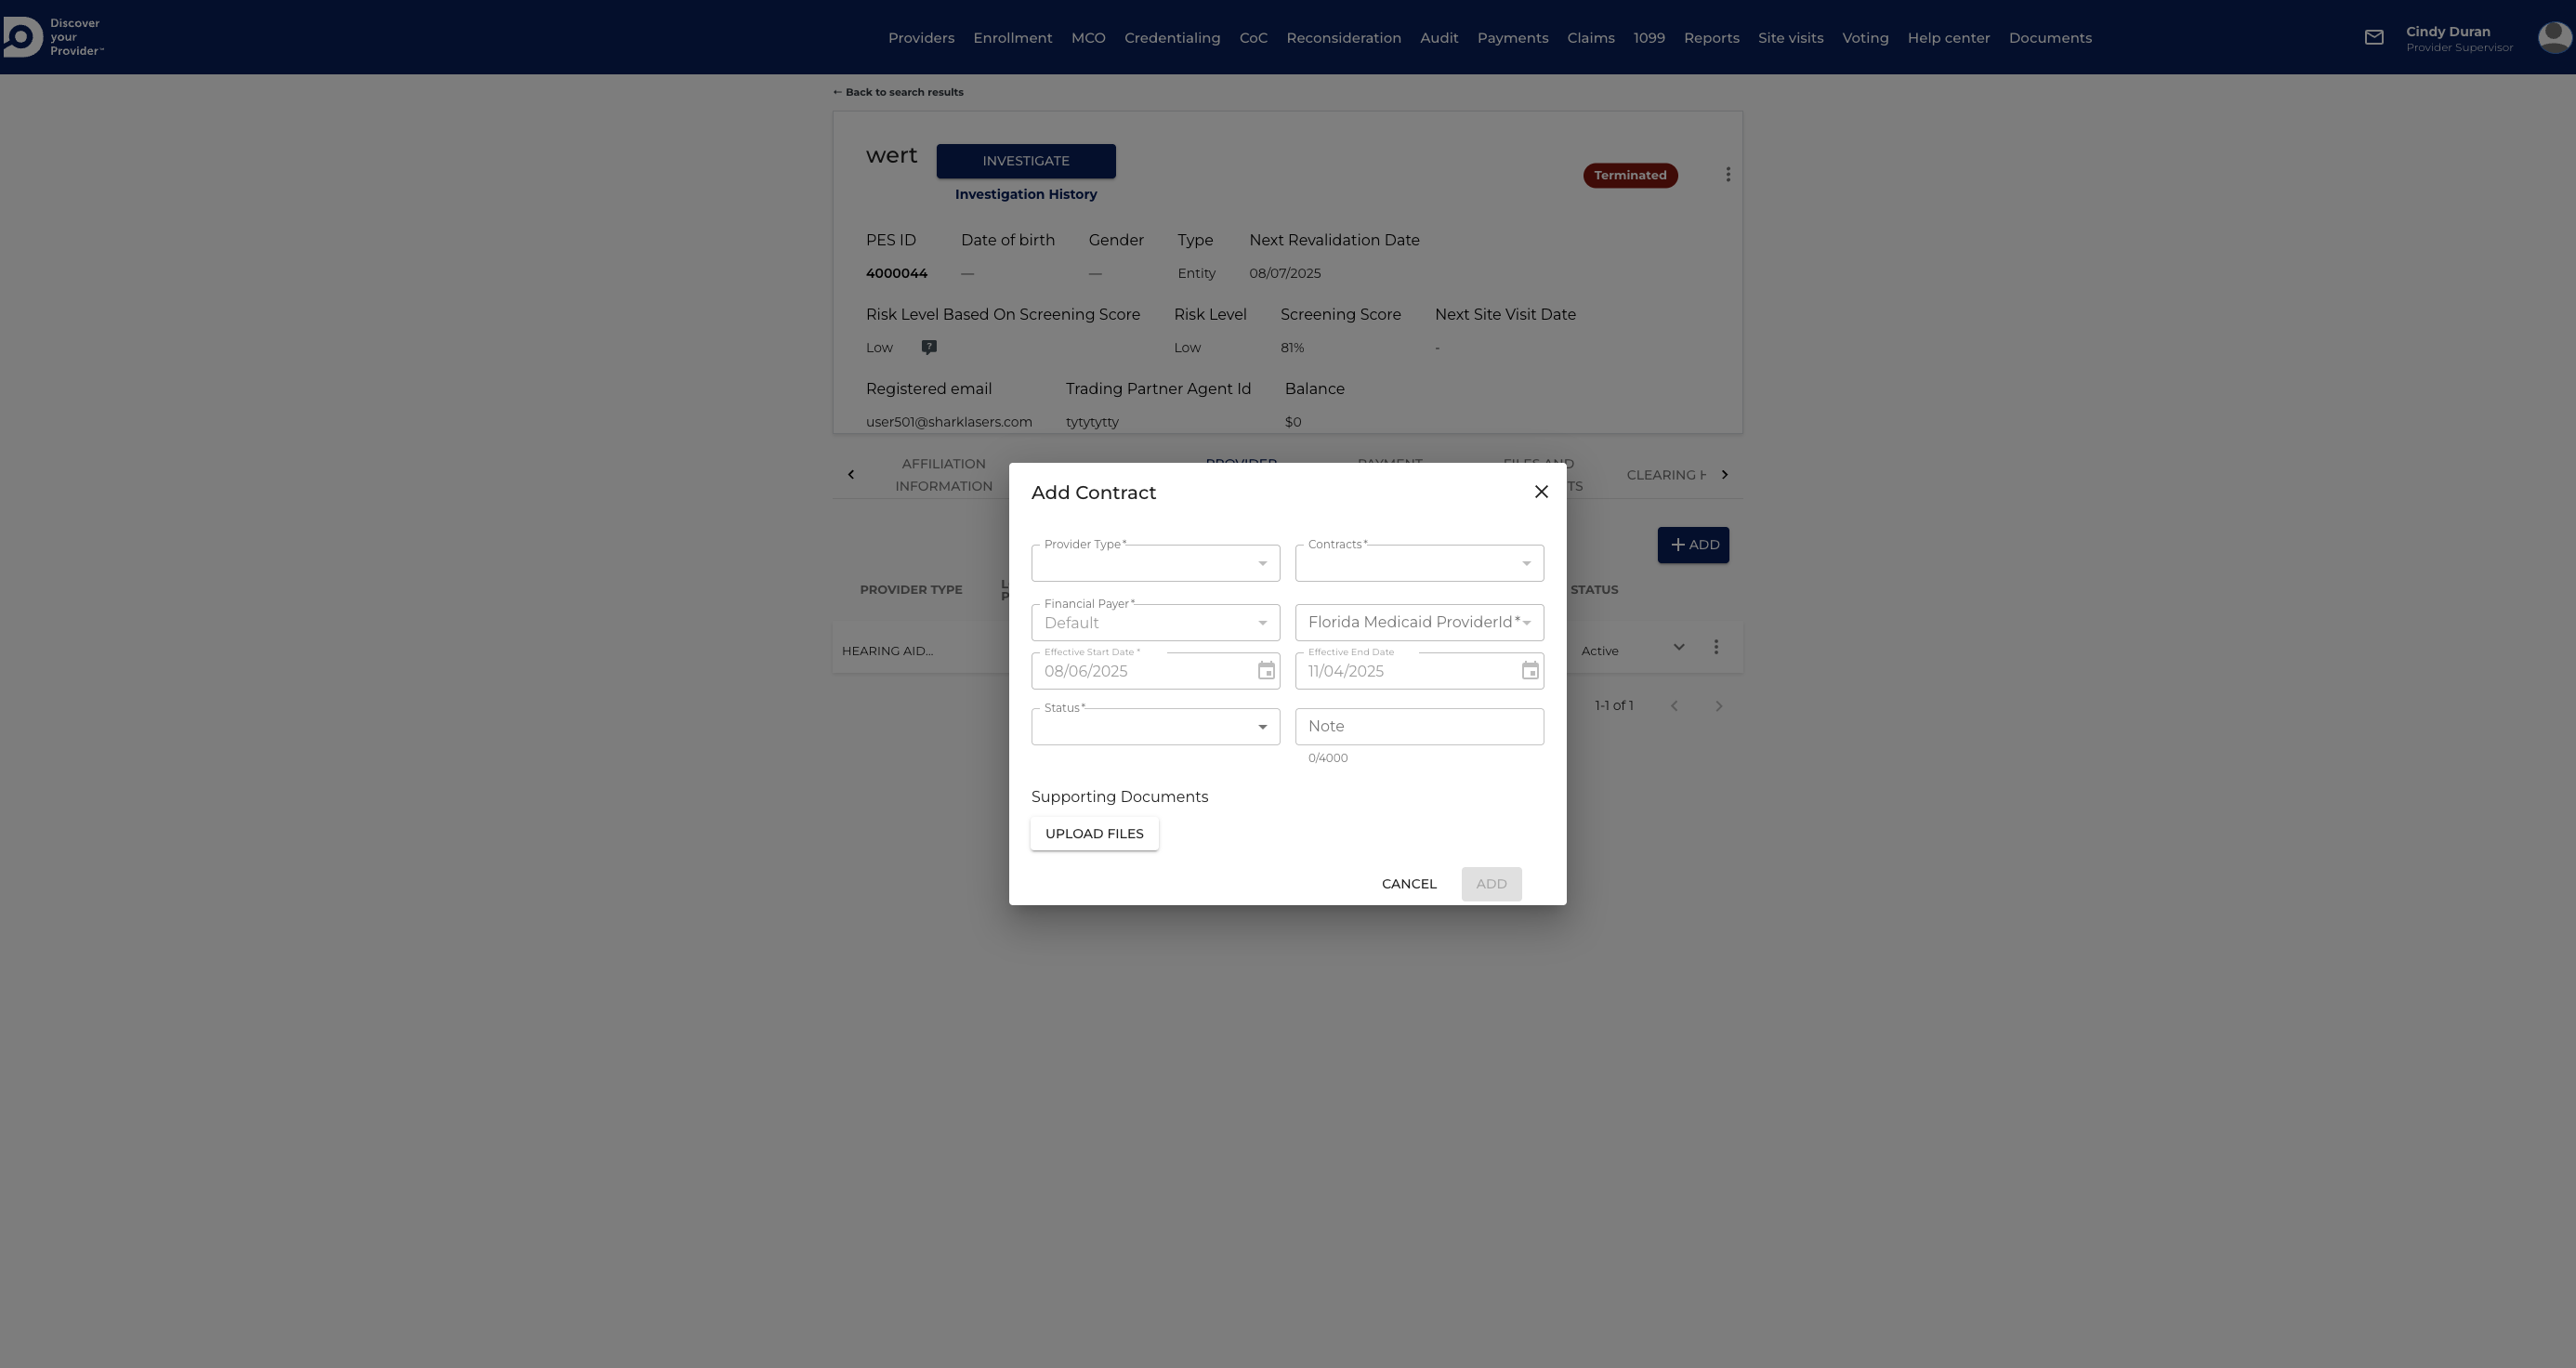 Discover
your
Provider™
Providers Enrollment MCO Credentialing CoC Reconsideration Audit Payments Claims 1099 Reports Site visits Voting Help center Documents
Cindy Duran
Provider Supervisor
← Back to search results
wert
INVESTIGATE
Investigation History
Terminated
PES ID Date of birth Gender Type Next Revalidation Date
4000044 — — Entity 08/07/2025
Risk Level Based On Screening Score Risk Level Screening Score Next Site Visit Date
Low ? Low 81% -
Registered email Trading Partner Agent Id Balance
user501@sharklasers.com tytytytty $0
AFFILIATION
INFORMATION
PROVIDER
PAYMENT
FILES AND
CLEARING
ADD
PROVIDER TYPE
STATUS
HEARING AID...
Active
1-1 of 1
Add Contract
Provider Type *
Contracts *
Financial Payer *
Default
Florida Medicaid ProviderId *
Effective Start Date *
08/06/2025
Effective End Date
11/04/2025
Status *
Note
0/4000
Supporting Documents
UPLOAD FILES
CANCEL
ADD